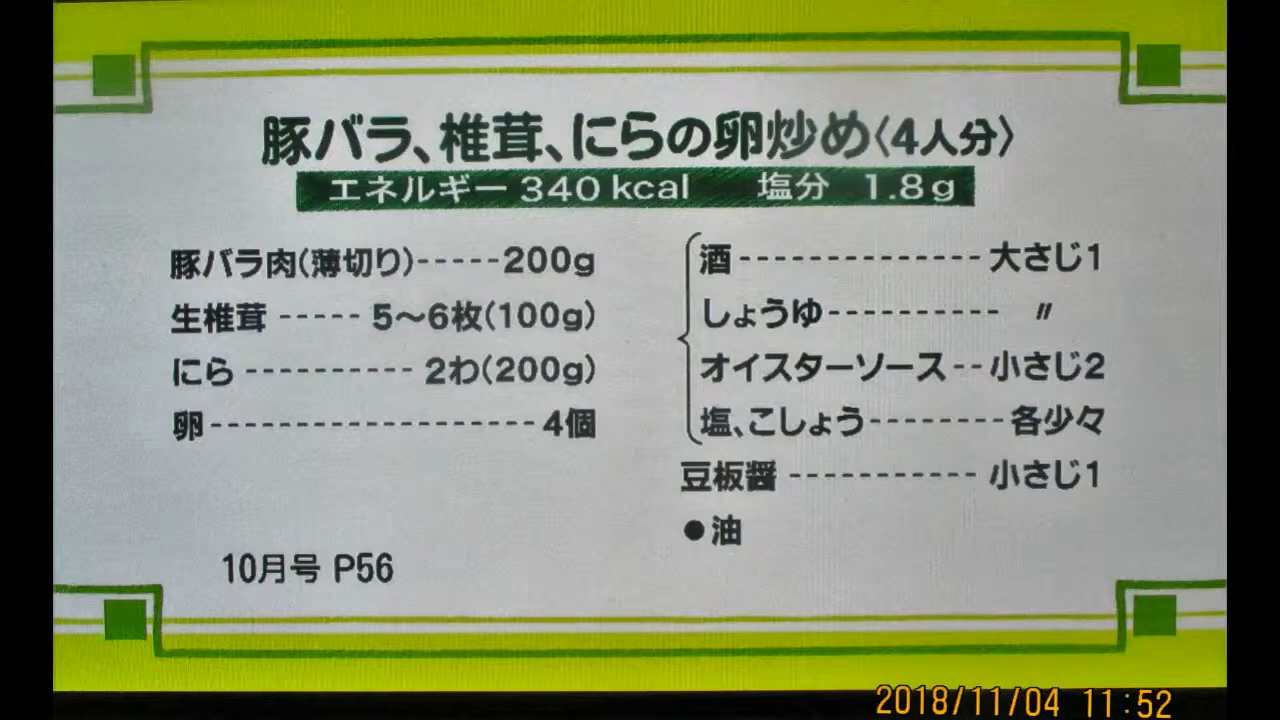 豚バラ、椎茸、にらの卵炒め〈4人分〉
エネルギー 340 kcal 塩分 1.8g
豚バラ肉(薄切り)-----200g
生椎茸 ----- 5〜6枚(100g)
にら ---------- 2わ(200g)
卵-------------------4個
酒--------------大さじ1
しょうゆ---------- 〃
オイスターソース--小さじ2
塩、こしょう--------各少々
豆板醤 ----------- 小さじ1
●油
10月号 P56
2018/11/04 11:52